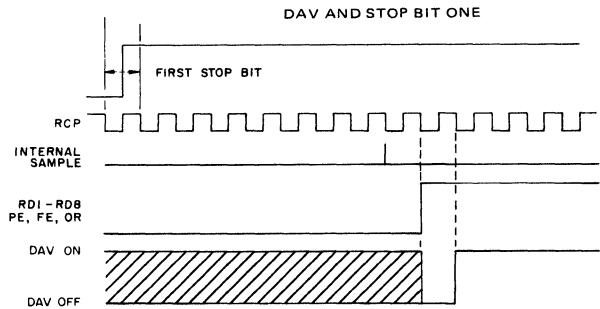 DAV AND STOP BIT ONE
FIRST STOP BIT
RCP
INTERNAL
SAMPLE
RD1-RD8
PE, FE, OR
DAV ON
DAV OFF